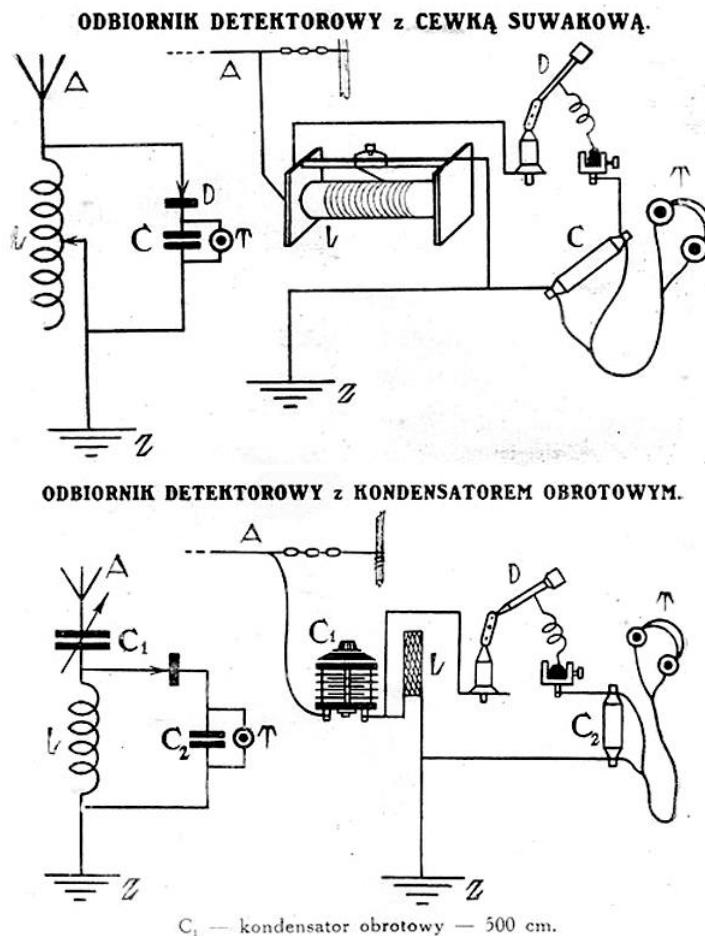 ODBIORNIK DETEKTOROWY z CEWKĄ SUWAKOWĄ.
A
A
D
D
L
C
T
L
C
T
Z
Z
ODBIORNIK DETEKTOROWY z KONDENSATOREM OBROTOWYM.
A
A
D
T
C₁
C₁
L
L
C₂
T
C₂
Z
Z
C₁ — kondensator obrotowy — 500 cm.